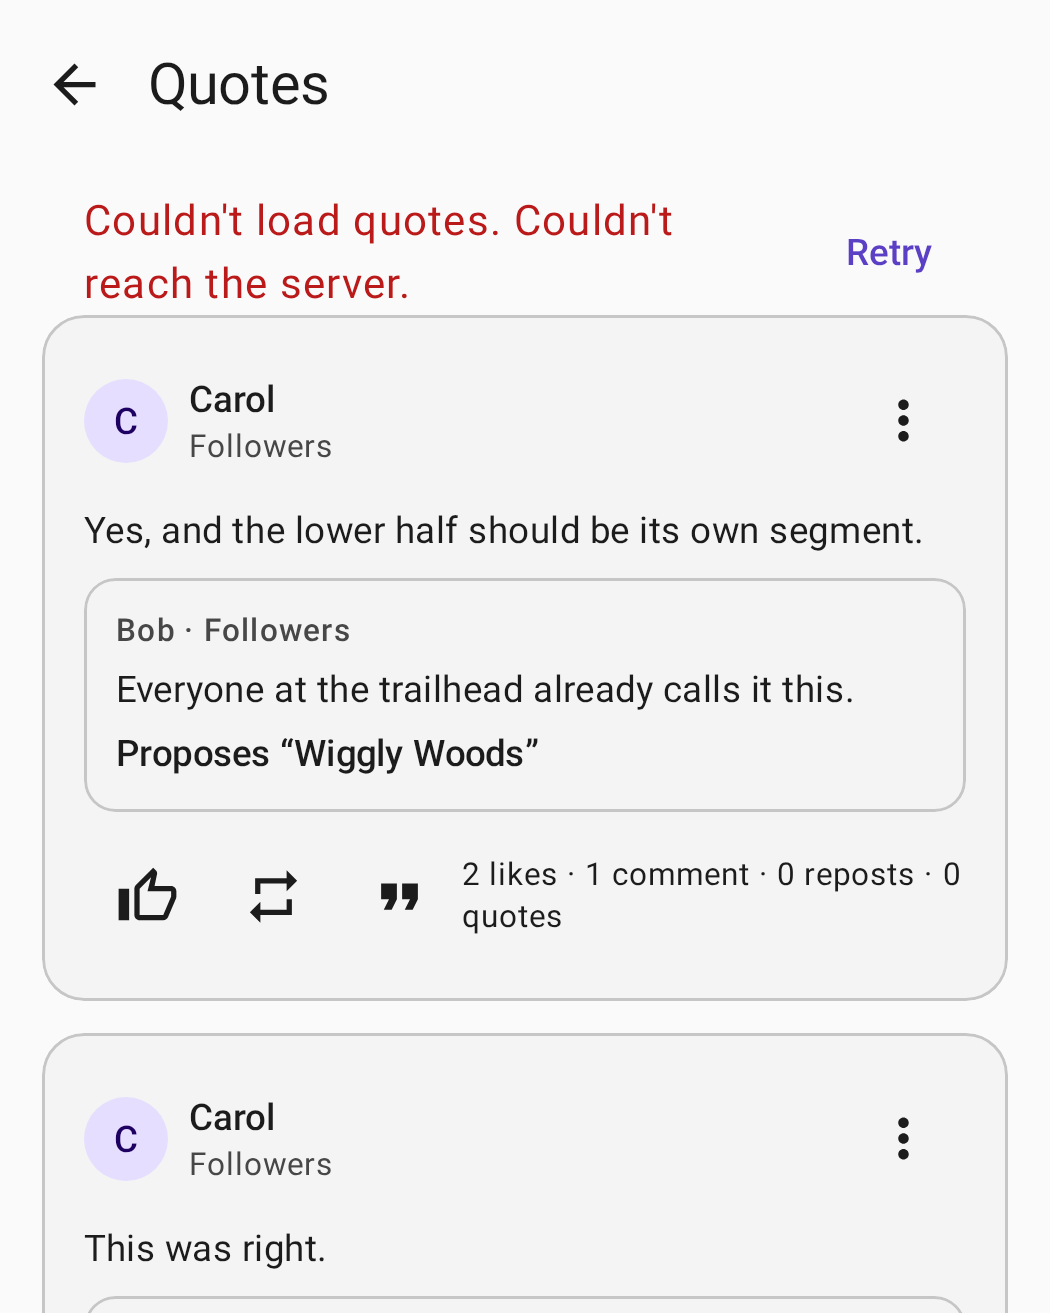 Quotes
Couldn't load quotes. Couldn't
reach the server.
Retry
C
Carol
Followers
Yes, and the lower half should be its own segment.
Bob · Followers
Everyone at the trailhead already calls it this.
Proposes “Wiggly Woods”
2 likes · 1 comment · 0 reposts · 0
quotes
C
Carol
Followers
This was right.